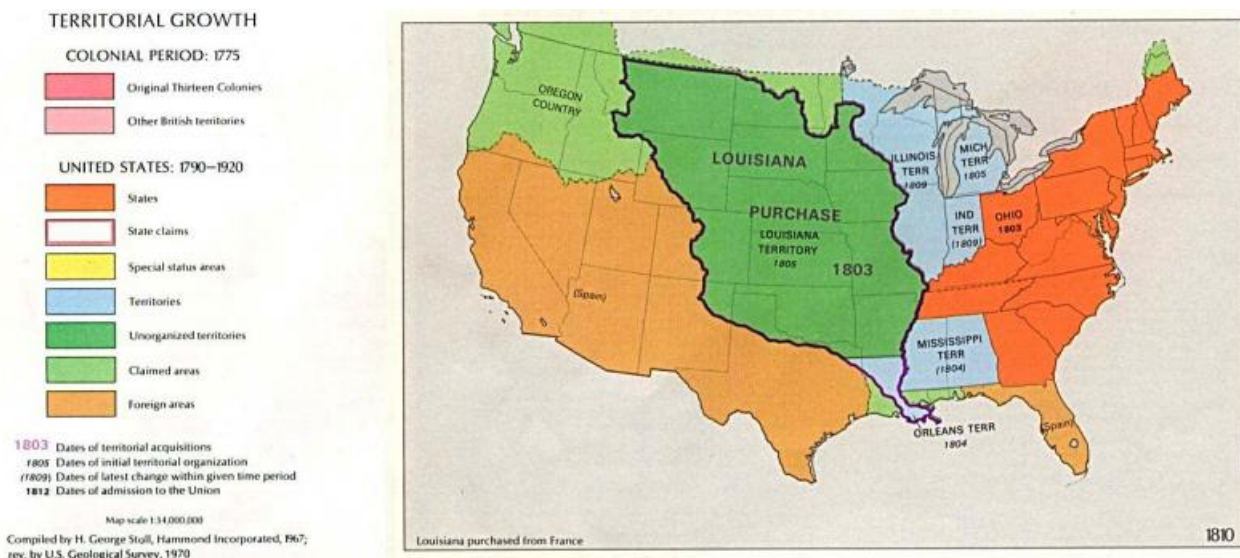 TERRITORIAL GROWTH
COLONIAL PERIOD: 1775
Original Thirteen Colonies
Other British territories
UNITED STATES: 1790–1920
States
State claims
Special status areas
Territories
Unorganized territories
Claimed areas
Foreign areas
1803 Dates of territorial acquisitions
1805 Dates of initial territorial organization
(1809) Dates of latest change within given time period
1812 Dates of admission to the Union
Map scale 1:34,000,000
Compiled by H. George Stoll, Hammond Incorporated, 1967;
rev. by U.S. Geological Survey, 1970
OREGON
COUNTRY
LOUISIANA
PURCHASE
LOUISIANA
TERRITORY
1805
1803
ILLINOIS
TERR
1809
MICH
TERR
1805
IND
TERR
(1809)
OHIO
1803
(Spain)
MISSISSIPPI
TERR
(1804)
ORLEANS TERR
1804
(Spain)
Louisiana purchased from France
1810